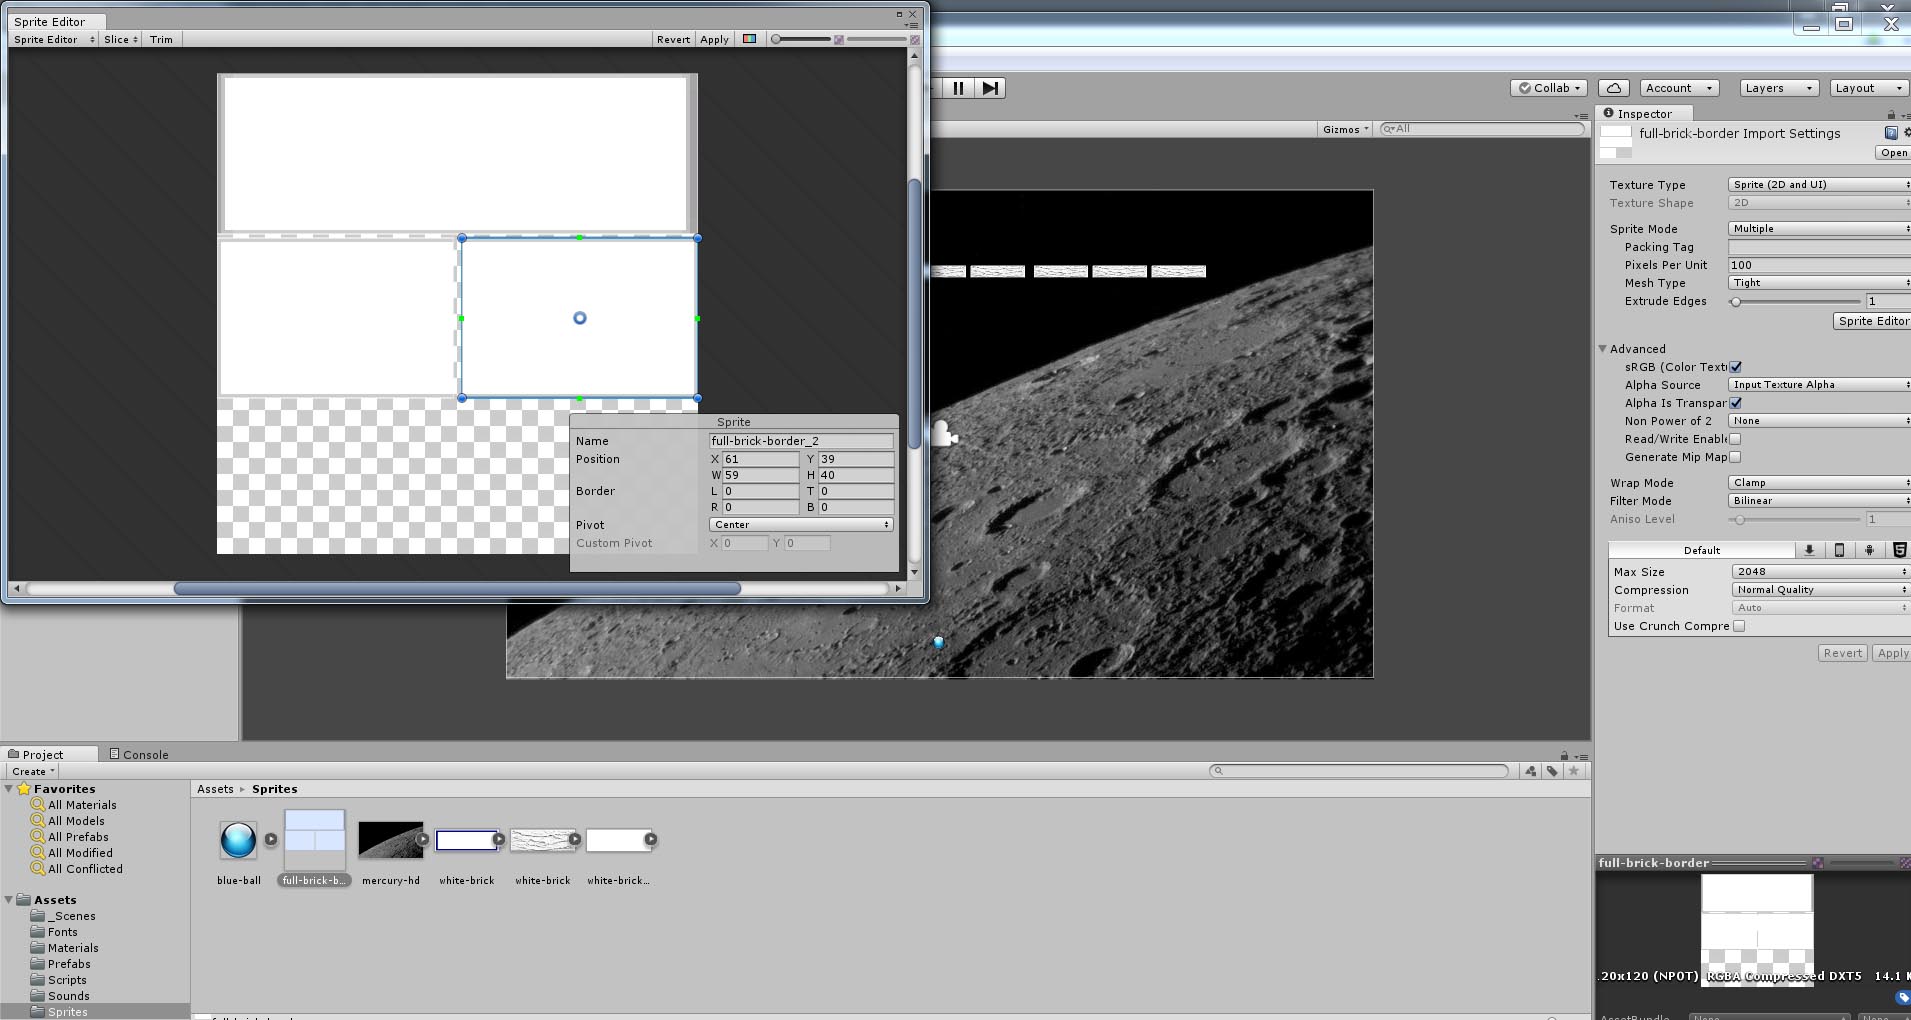 Sprite Editor
Sprite Editor Slice Trim Revert Apply
Collab Account Layers Layout
Gizmos All
Inspector
full-brick-border Import Settings
Open
Texture Type Sprite (2D and UI)
Texture Shape 2D
Sprite Mode Multiple
Packing Tag
Pixels Per Unit 100
Mesh Type Tight
Extrude Edges 1
Sprite Editor
Advanced
sRGB (Color Textu
Alpha Source Input Texture Alpha
Alpha Is Transpar
Non Power of 2 None
Read/Write Enable
Generate Mip Map
Wrap Mode Clamp
Filter Mode Bilinear
Aniso Level 1
Default
Max Size 2048
Compression Normal Quality
Format Auto
Use Crunch Compre
Revert Apply
Sprite
Name full-brick-border_2
Position X 61 Y 39
W 59 H 40
Border L 0 T 0
R 0 B 0
Pivot Center
Custom Pivot X 0 Y 0
Project Console
Create
Favorites
All Materials
All Models
All Prefabs
All Modified
All Conflicted
Assets
_Scenes
Fonts
Materials
Prefabs
Scripts
Sounds
Sprites
Assets Sprites
blue-ball full-brick-b... mercury-hd white-brick white-brick white-brick...
full-brick-border
.20x120 (NPOT) RGBA Compressed DXT5 14.1 K